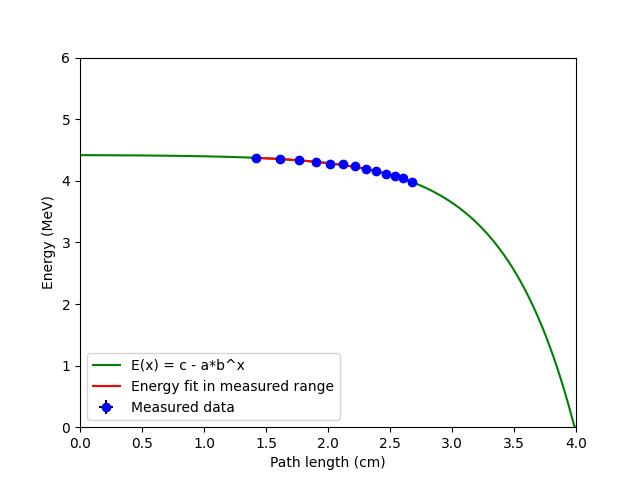 6
5
4
3
2
1
0
Energy (MeV)
E(x) = c - a*b^x
Energy fit in measured range
Measured data
0.0 0.5 1.0 1.5 2.0 2.5 3.0 3.5 4.0
Path length (cm)